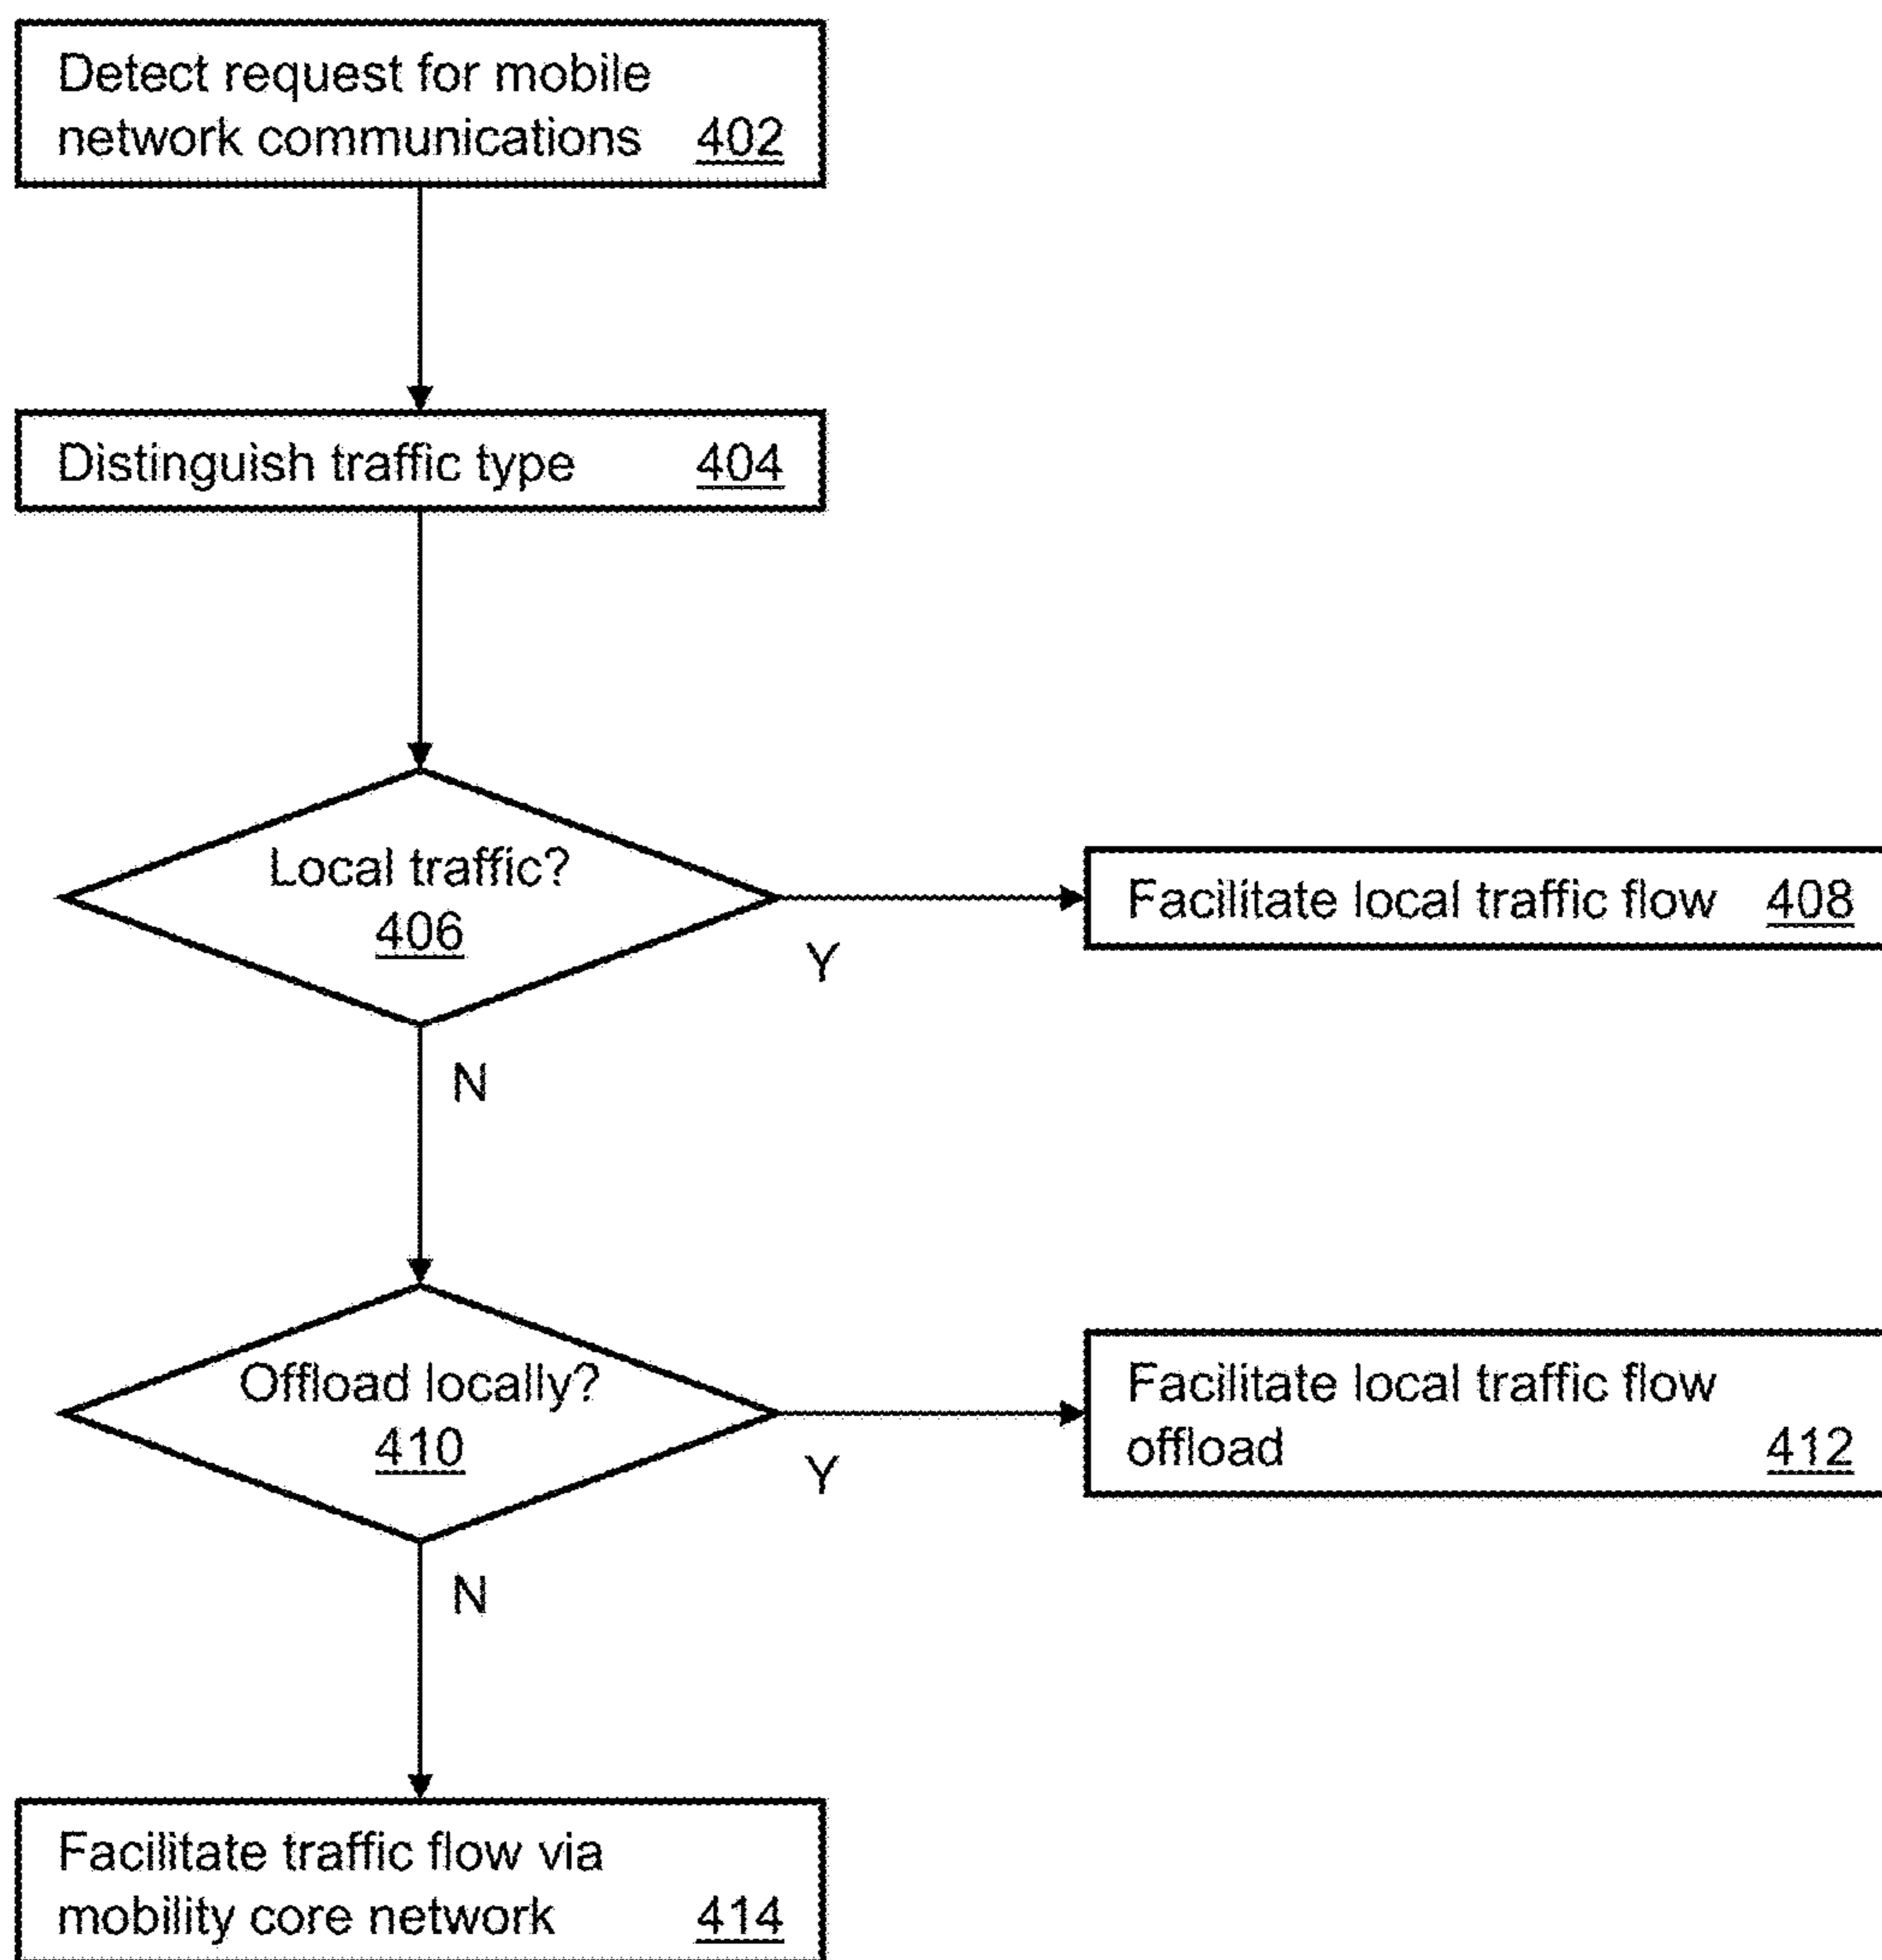 Detect request for mobile
network communications 402
Distinguish traffic type 404
Local traffic?
406
Y
Facilitate local traffic flow 408
N
Offload locally?
410
Y
Facilitate local traffic flow
offload 412
N
Facilitate traffic flow via
mobility core network 414